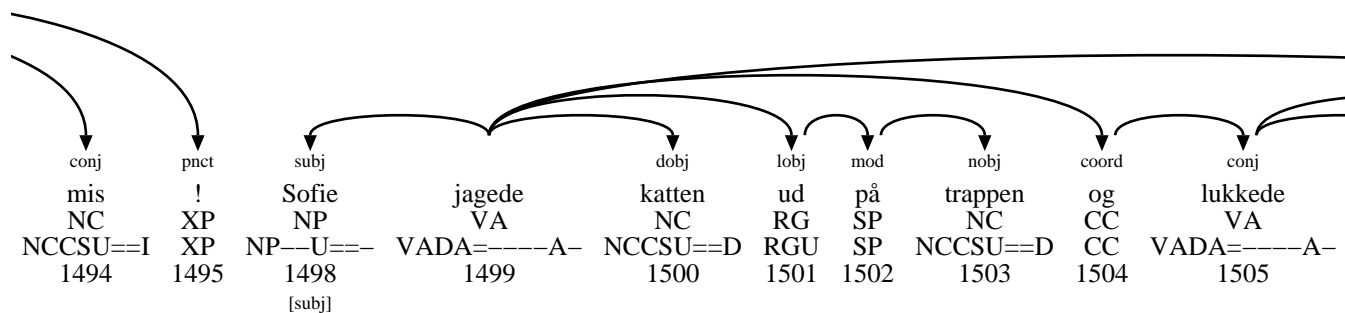 conj pnct subj dobj lobj mod nobj coord conj
mis ! Sofie jagede katten ud på trappen og lukkede
NC XP NP VA NC RG SP NC CC VA
NCCSU==I XP NP−−U==− VADA=−−−−A− NCCSU==D RGU SP NCCSU==D CC VADA=−−−−A−
1494 1495 1498 1499 1500 1501 1502 1503 1504 1505
[subj]